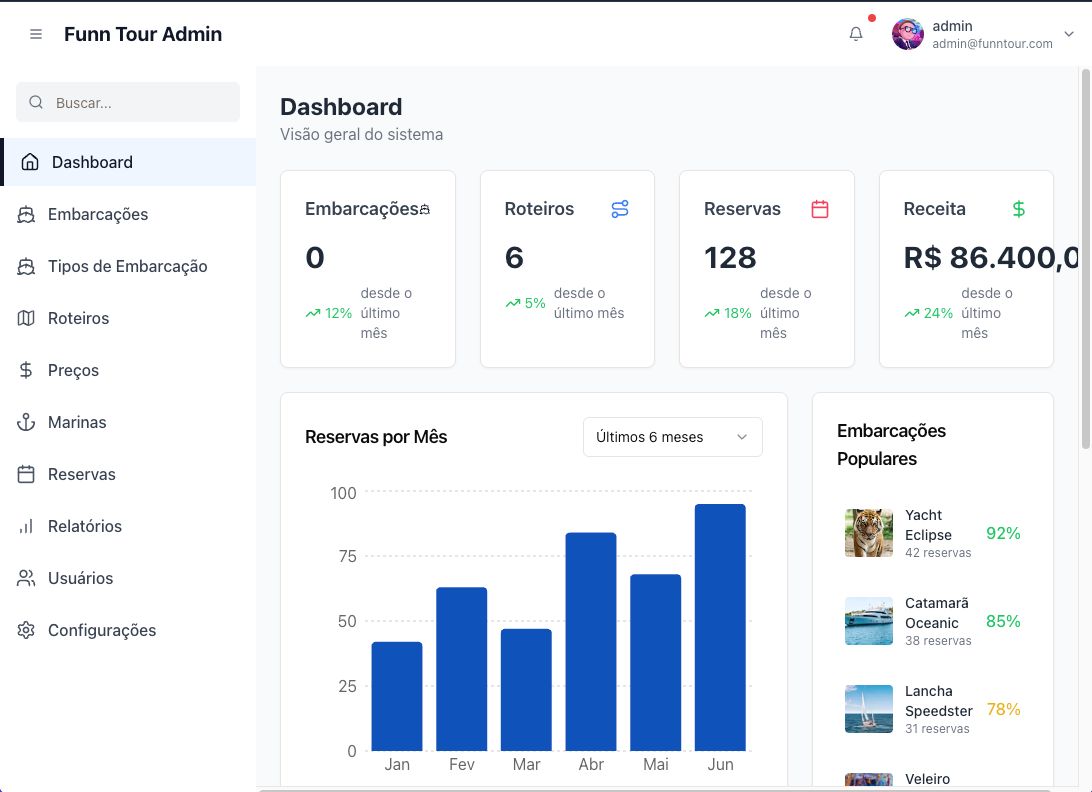 Funn Tour Admin
admin
admin@funntour.com
Buscar...
Dashboard
Embarcações
Tipos de Embarcação
Roteiros
Preços
Marinas
Reservas
Relatórios
Usuários
Configurações
Dashboard
Visão geral do sistema
Embarcações
0
12%
desde o
último
mês
Roteiros
6
5%
desde o
último mês
Reservas
128
18%
desde o
último
mês
Receita
R$ 86.400,0
24%
desde o
último
mês
Reservas por Mês
Últimos 6 meses
100
75
50
25
0
Jan Fev Mar Abr Mai Jun
Embarcações
Populares
Yacht
Eclipse
42 reservas
92%
Catamarã
Oceanic
38 reservas
85%
Lancha
Speedster
31 reservas
78%
Veleiro